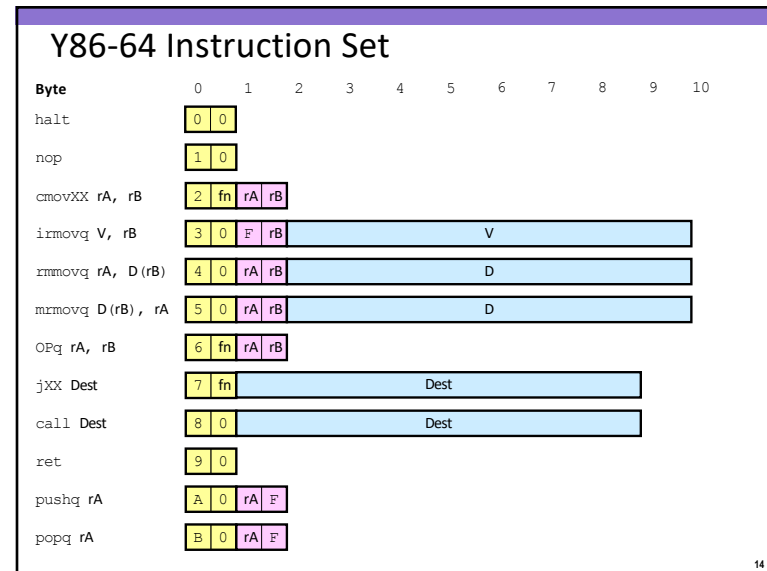 Y86-64 Instruction Set
Byte 0 1 2 3 4 5 6 7 8 9 10
halt 0 0
nop 1 0
cmovXX rA, rB 2 fn rA rB
irmovq V, rB 3 0 F rB V
rmmovq rA, D(rB) 4 0 rA rB D
mrmovq D(rB), rA 5 0 rA rB D
OPq rA, rB 6 fn rA rB
jXX Dest 7 fn Dest
call Dest 8 0 Dest
ret 9 0
pushq rA A 0 rA F
popq rA B 0 rA F
14